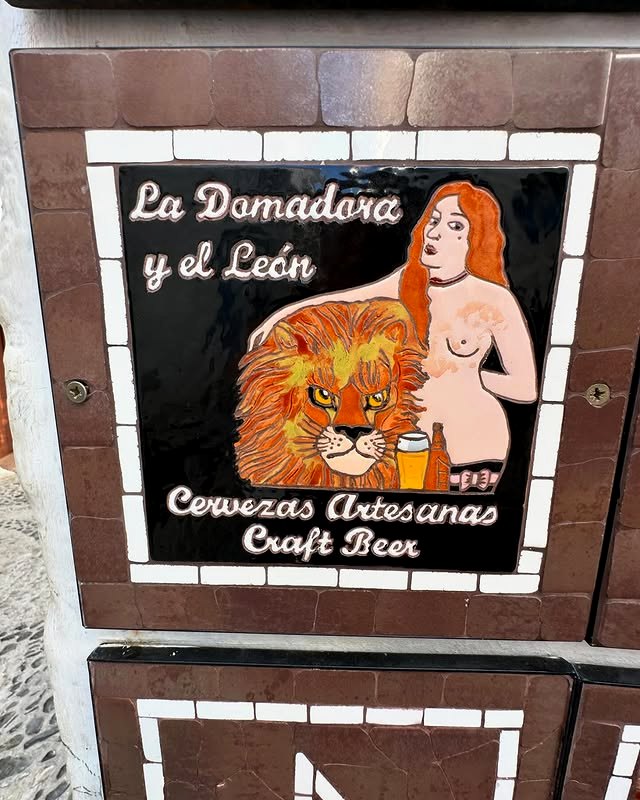 La Domadora
y el León
Cervezas Artesanas
Craft Beer